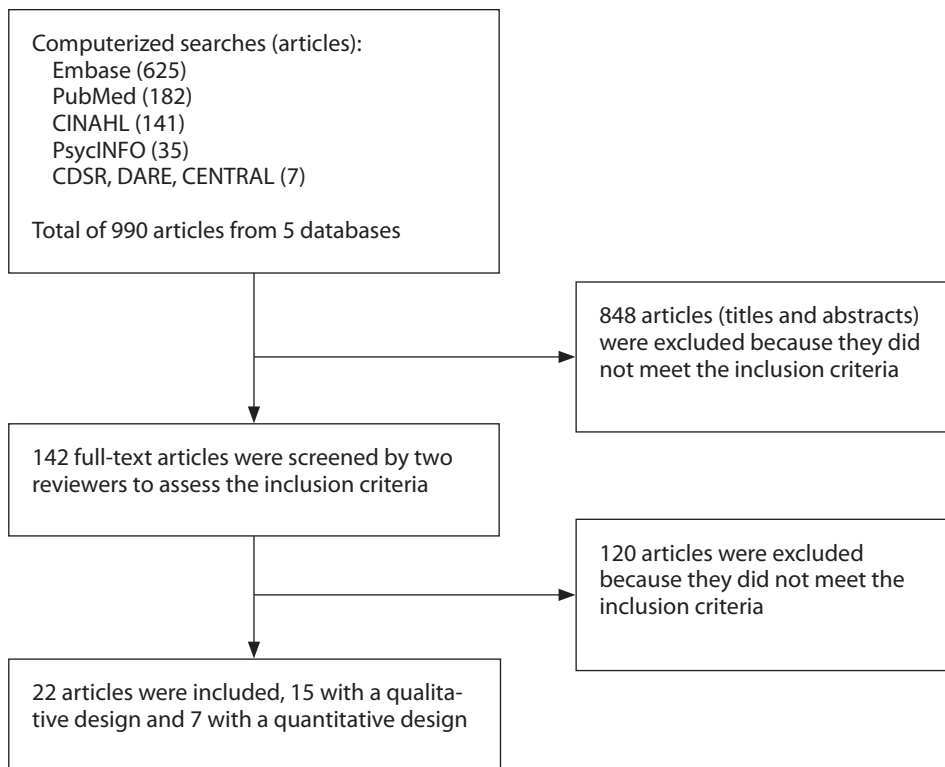 Computerized searches (articles):
Embase (625)
PubMed (182)
CINAHL (141)
PsycINFO (35)
CDSR, DARE, CENTRAL (7)
Total of 990 articles from 5 databases
848 articles (titles and abstracts)
were excluded because they did
not meet the inclusion criteria
142 full-text articles were screened by two
reviewers to assess the inclusion criteria
120 articles were excluded
because they did not meet the
inclusion criteria
22 articles were included, 15 with a qualita-
tive design and 7 with a quantitative design